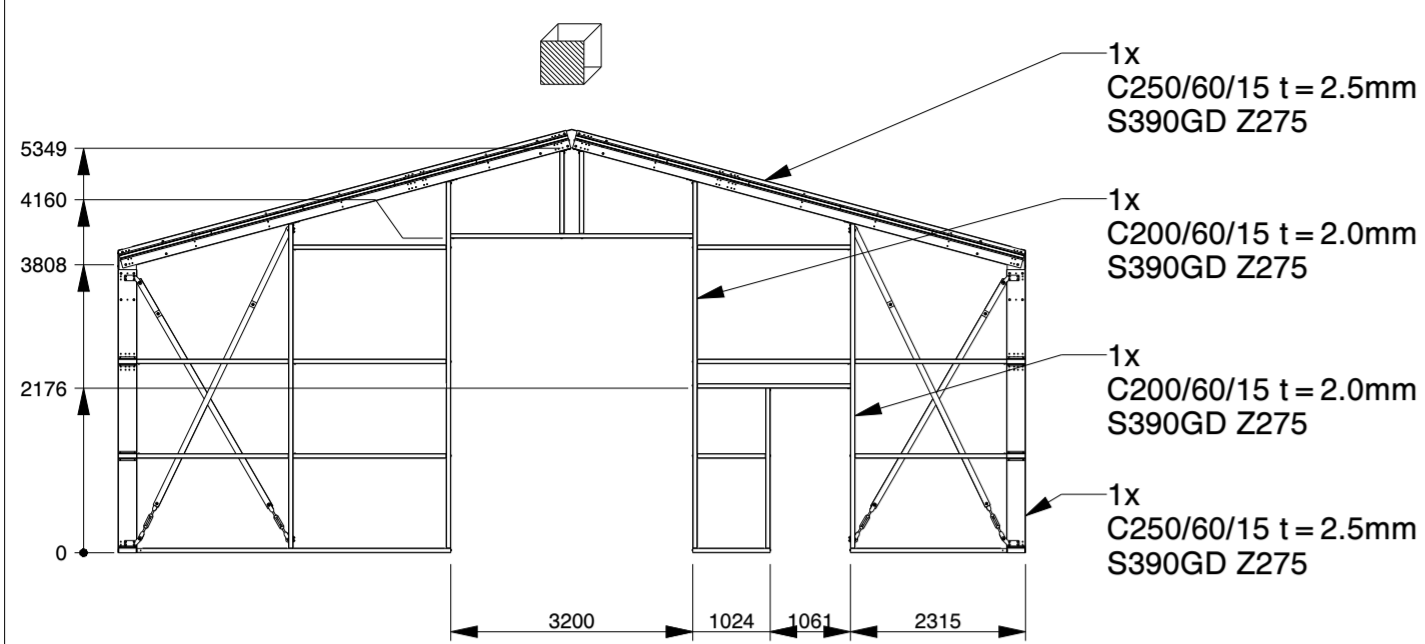 1x
C250/60/15 t = 2.5mm
S390GD Z275
5349
4160
1x
C200/60/15 t = 2.0mm
S390GD Z275
3808
1x
C200/60/15 t = 2.0mm
S390GD Z275
2176
1x
C250/60/15 t = 2.5mm
S390GD Z275
0
3200
1024
1061
2315